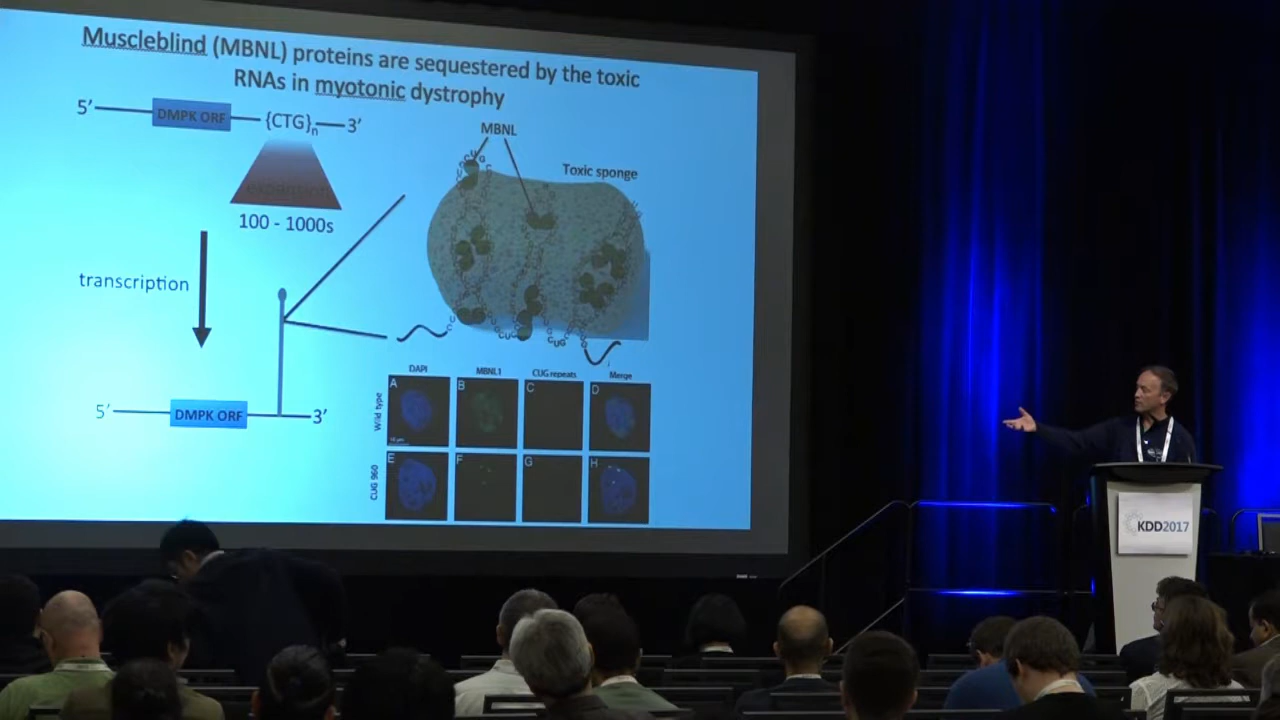 Muscleblind (MBNL) proteins are sequestered by the toxic
RNAs in myotonic dystrophy
5’
DMPK ORF
{CTG}n
3’
expansion
100 - 1000s
transcription
5’
DMPK ORF
3’
MBNL
Toxic sponge
DAPI
MBNL1
CUG repeats
Merge
Wild type
A
B
C
D
CUG 960
E
F
G
H
KDD2017